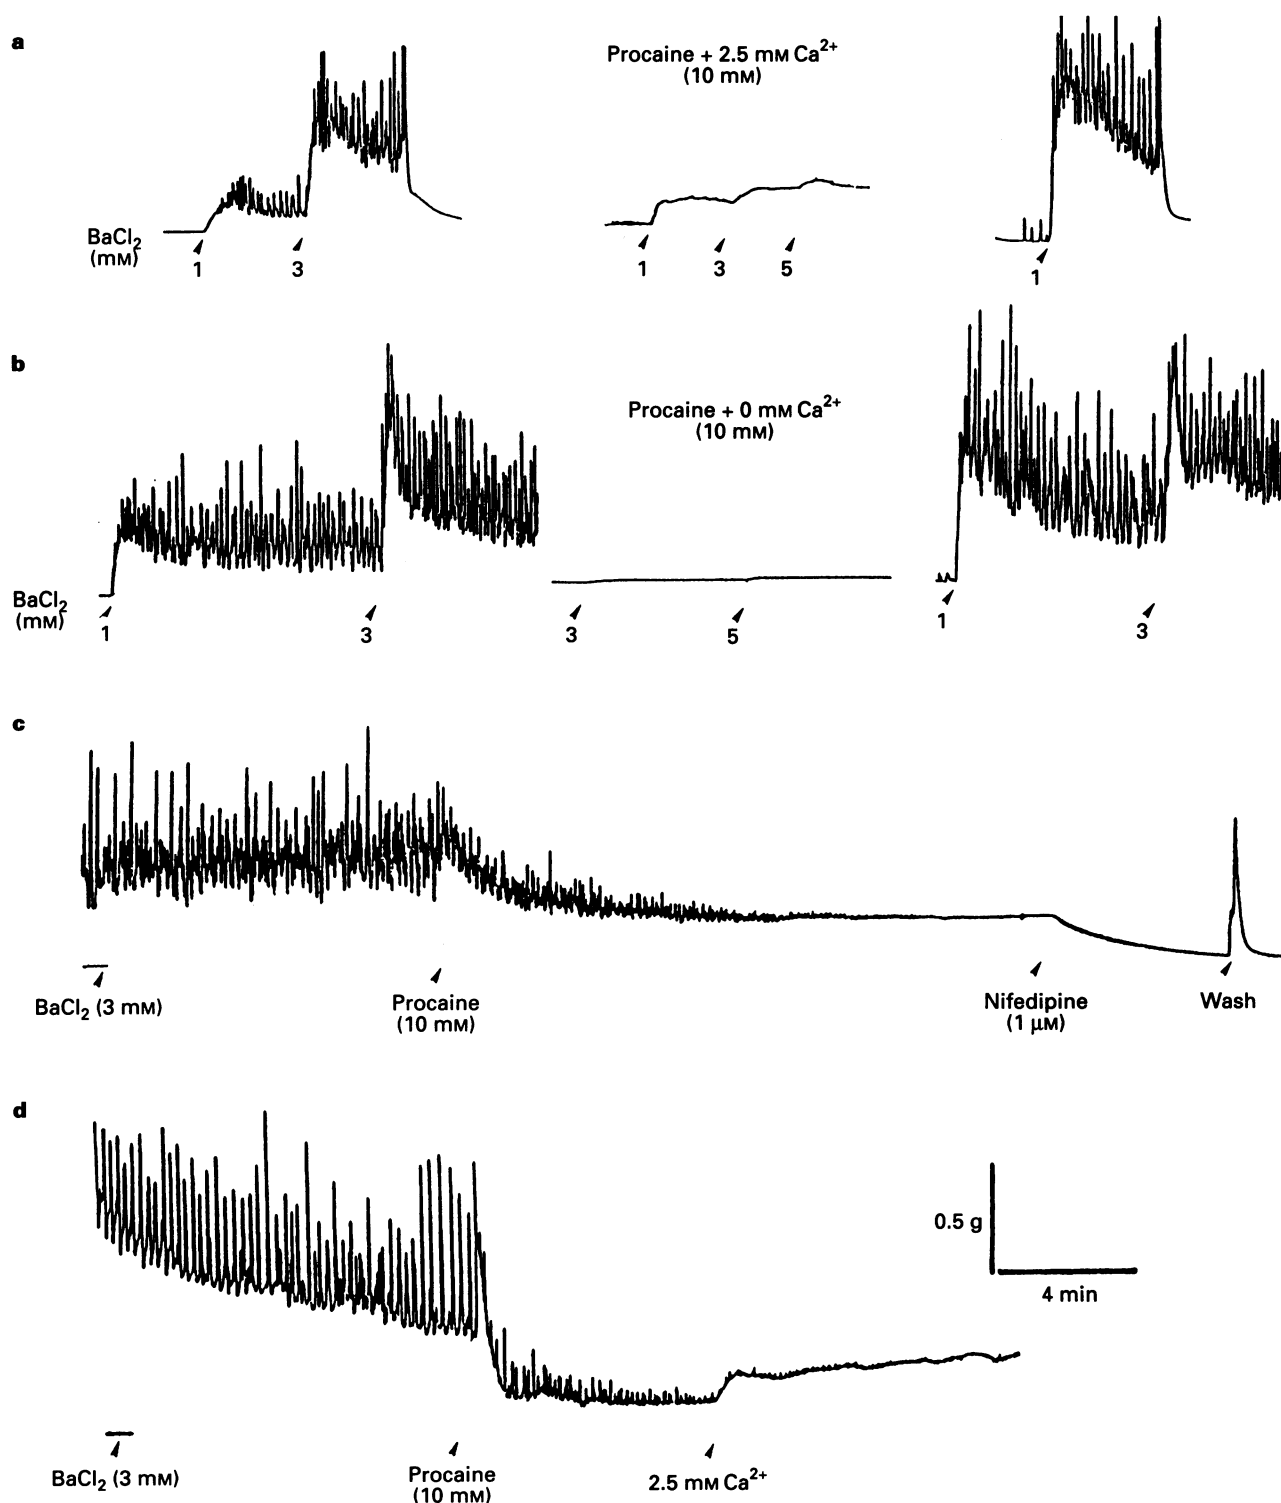 a
Procaine + 2.5 mM Ca2+
(10 mM)
BaCl2
(mM)
1
3
1
3
5
1
b
Procaine + 0 mM Ca2+
(10 mM)
BaCl2
(mM)
1
3
3
5
1
3
c
BaCl2 (3 mM)
Procaine
(10 mM)
Nifedipine
(1 µM)
Wash
d
0.5 g
4 min
BaCl2 (3 mM)
Procaine
(10 mM)
2.5 mM Ca2+